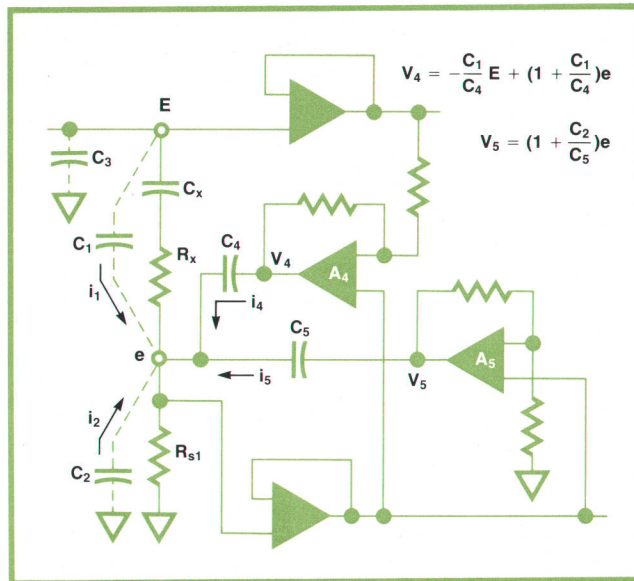 V4 = -C1/C4 E + (1 + C1/C4)e
V5 = (1 + C2/C5)e
E
C3
Cx
C1
Rx
C4
V4
A4
i1
i4
C5
e
i5
V5
A5
i2
Rs1
C2